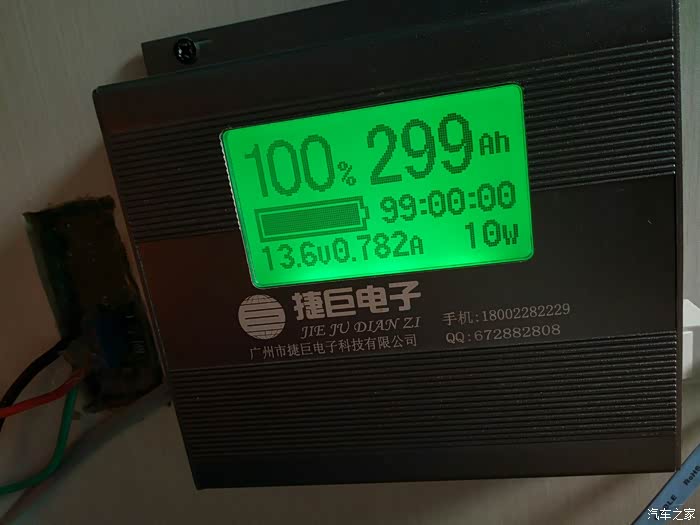 100% 299Ah
99:00:00
13.6v0.782A 10w
捷巨电子
JIE JU DIAN ZI
广州市捷巨电子科技有限公司
手机:18002282229
QQ:672882808
RoHS
汽车之家